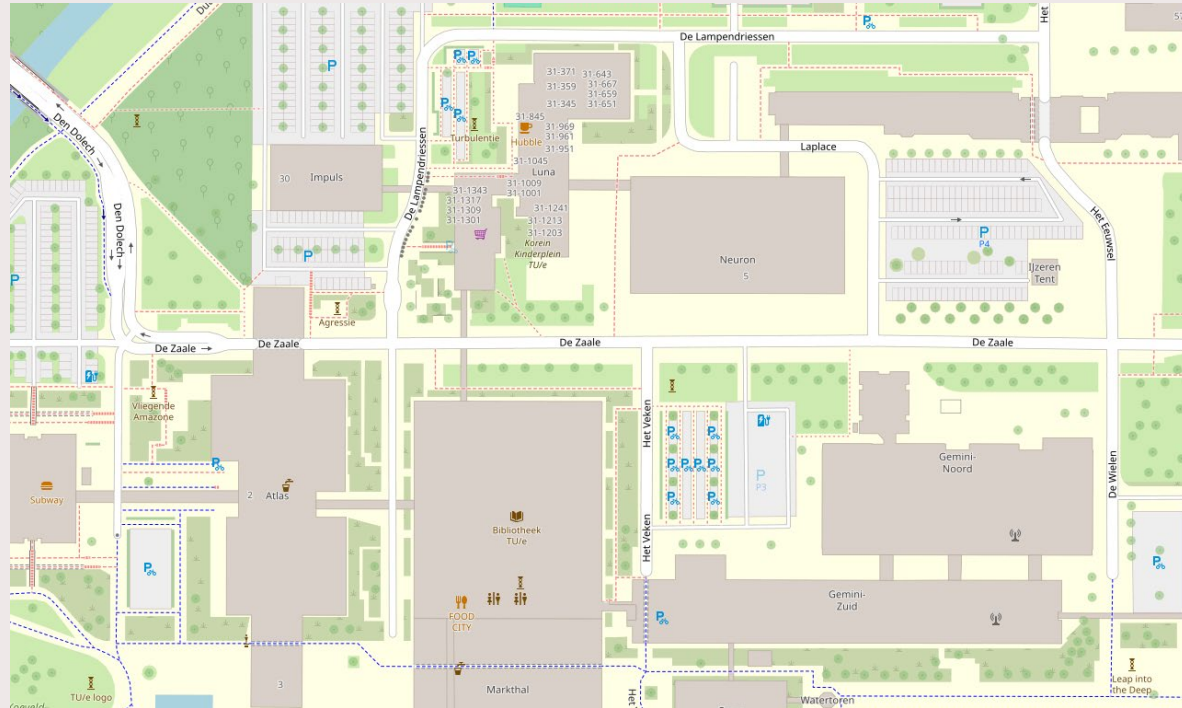 De Lampendriessen
Het
57
P
31-371
31-643
31-359
31-667
31-659
31-345
31-651
31-845
Turbulentie
Hubble
31-969
31-961
31-951
Den Dolech
Laplace
31-1045
Luna
30
Impuls
De Lampendriessen
31-1343
31-1317
31-1309
31-1301
31-1009
31-1001
31-1241
31-1213
31-1203
Korein
Kinderplein
TU/e
Den Dolech
P
P
P
P4
Het Eeuwsel
Neuron
5
IJzeren
Tent
Agressie
De Zaale
De Zaale
De Zaale
De Zaale
Vliegende
Amazone
Het Veken
P
P3
Gemini-
Noord
De Wielen
Subway
2
Atlas
Bibliotheek
TU/e
Het Veken
FOOD
CITY
Gemini-
Zuid
3
TU/e logo
Markthal
Het
Watertoren
Leap into
the Deep